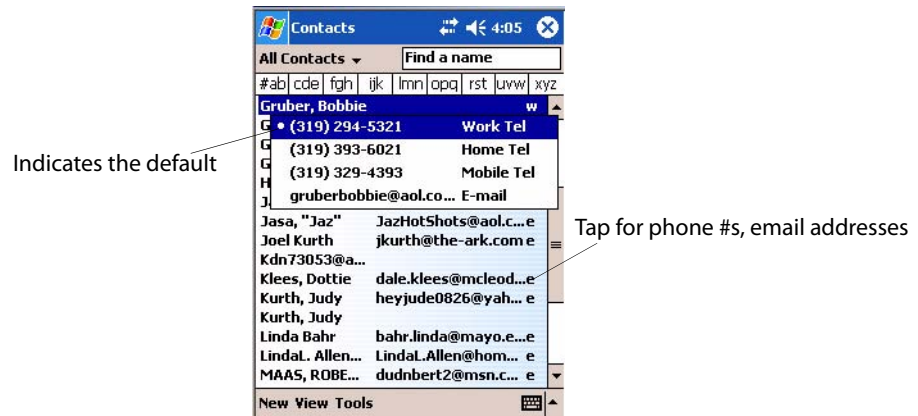 Contacts 4:05
All Contacts Find a name
#ab cde fgh ijk lmn opq rst uvw xyz
Gruber, Bobbie w
G • (319) 294-5321 Work Tel
G (319) 393-6021 Home Tel
G (319) 329-4393 Mobile Tel
H
J gruberbobbie@aol.co... E-mail
Indicates the default
Jasa, "Jaz" JazHotShots@aol.c... e
Joel Kurth jkurth@the-ark.com e
Tap for phone #s, email addresses
Kdn73053@a...
Klees, Dottie dale.klees@mcleod...e
Kurth, Judy heyjude0826@yah... e
Kurth, Judy
Linda Bahr bahr.linda@mayo.e...e
LindaL. Allen... LindaL.Allen@hom... e
MAAS, ROBE... dudnbert2@msn.c... e
New View Tools